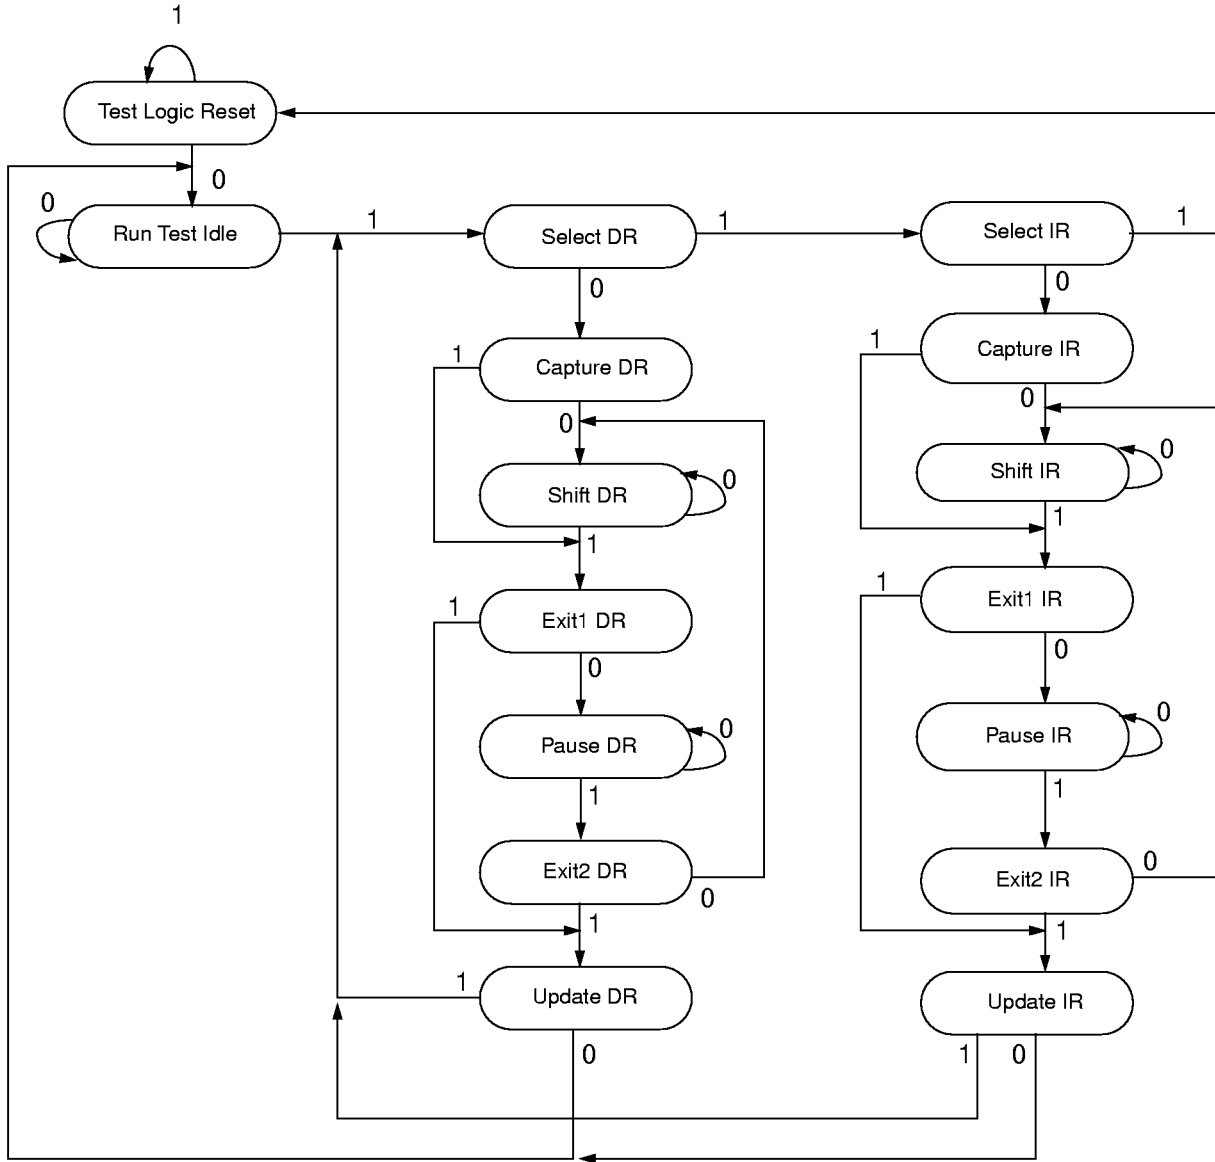 1
Test Logic Reset
0
0
Run Test Idle
1
Select DR
1
Select IR
1
0
0
1
Capture DR
1
Capture IR
0
0
Shift DR
0
Shift IR
0
1
1
1
Exit1 DR
1
Exit1 IR
0
0
Pause DR
0
Pause IR
0
1
1
Exit2 DR
0
Exit2 IR
0
1
1
1
Update DR
Update IR
0
1
0